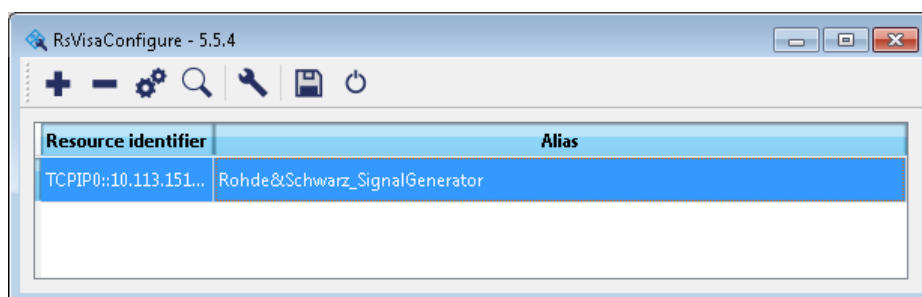 RsVisaConfigure - 5.5.4
Resource identifier Alias
TCPIP0::10.113.151... Rohde&Schwarz_SignalGenerator